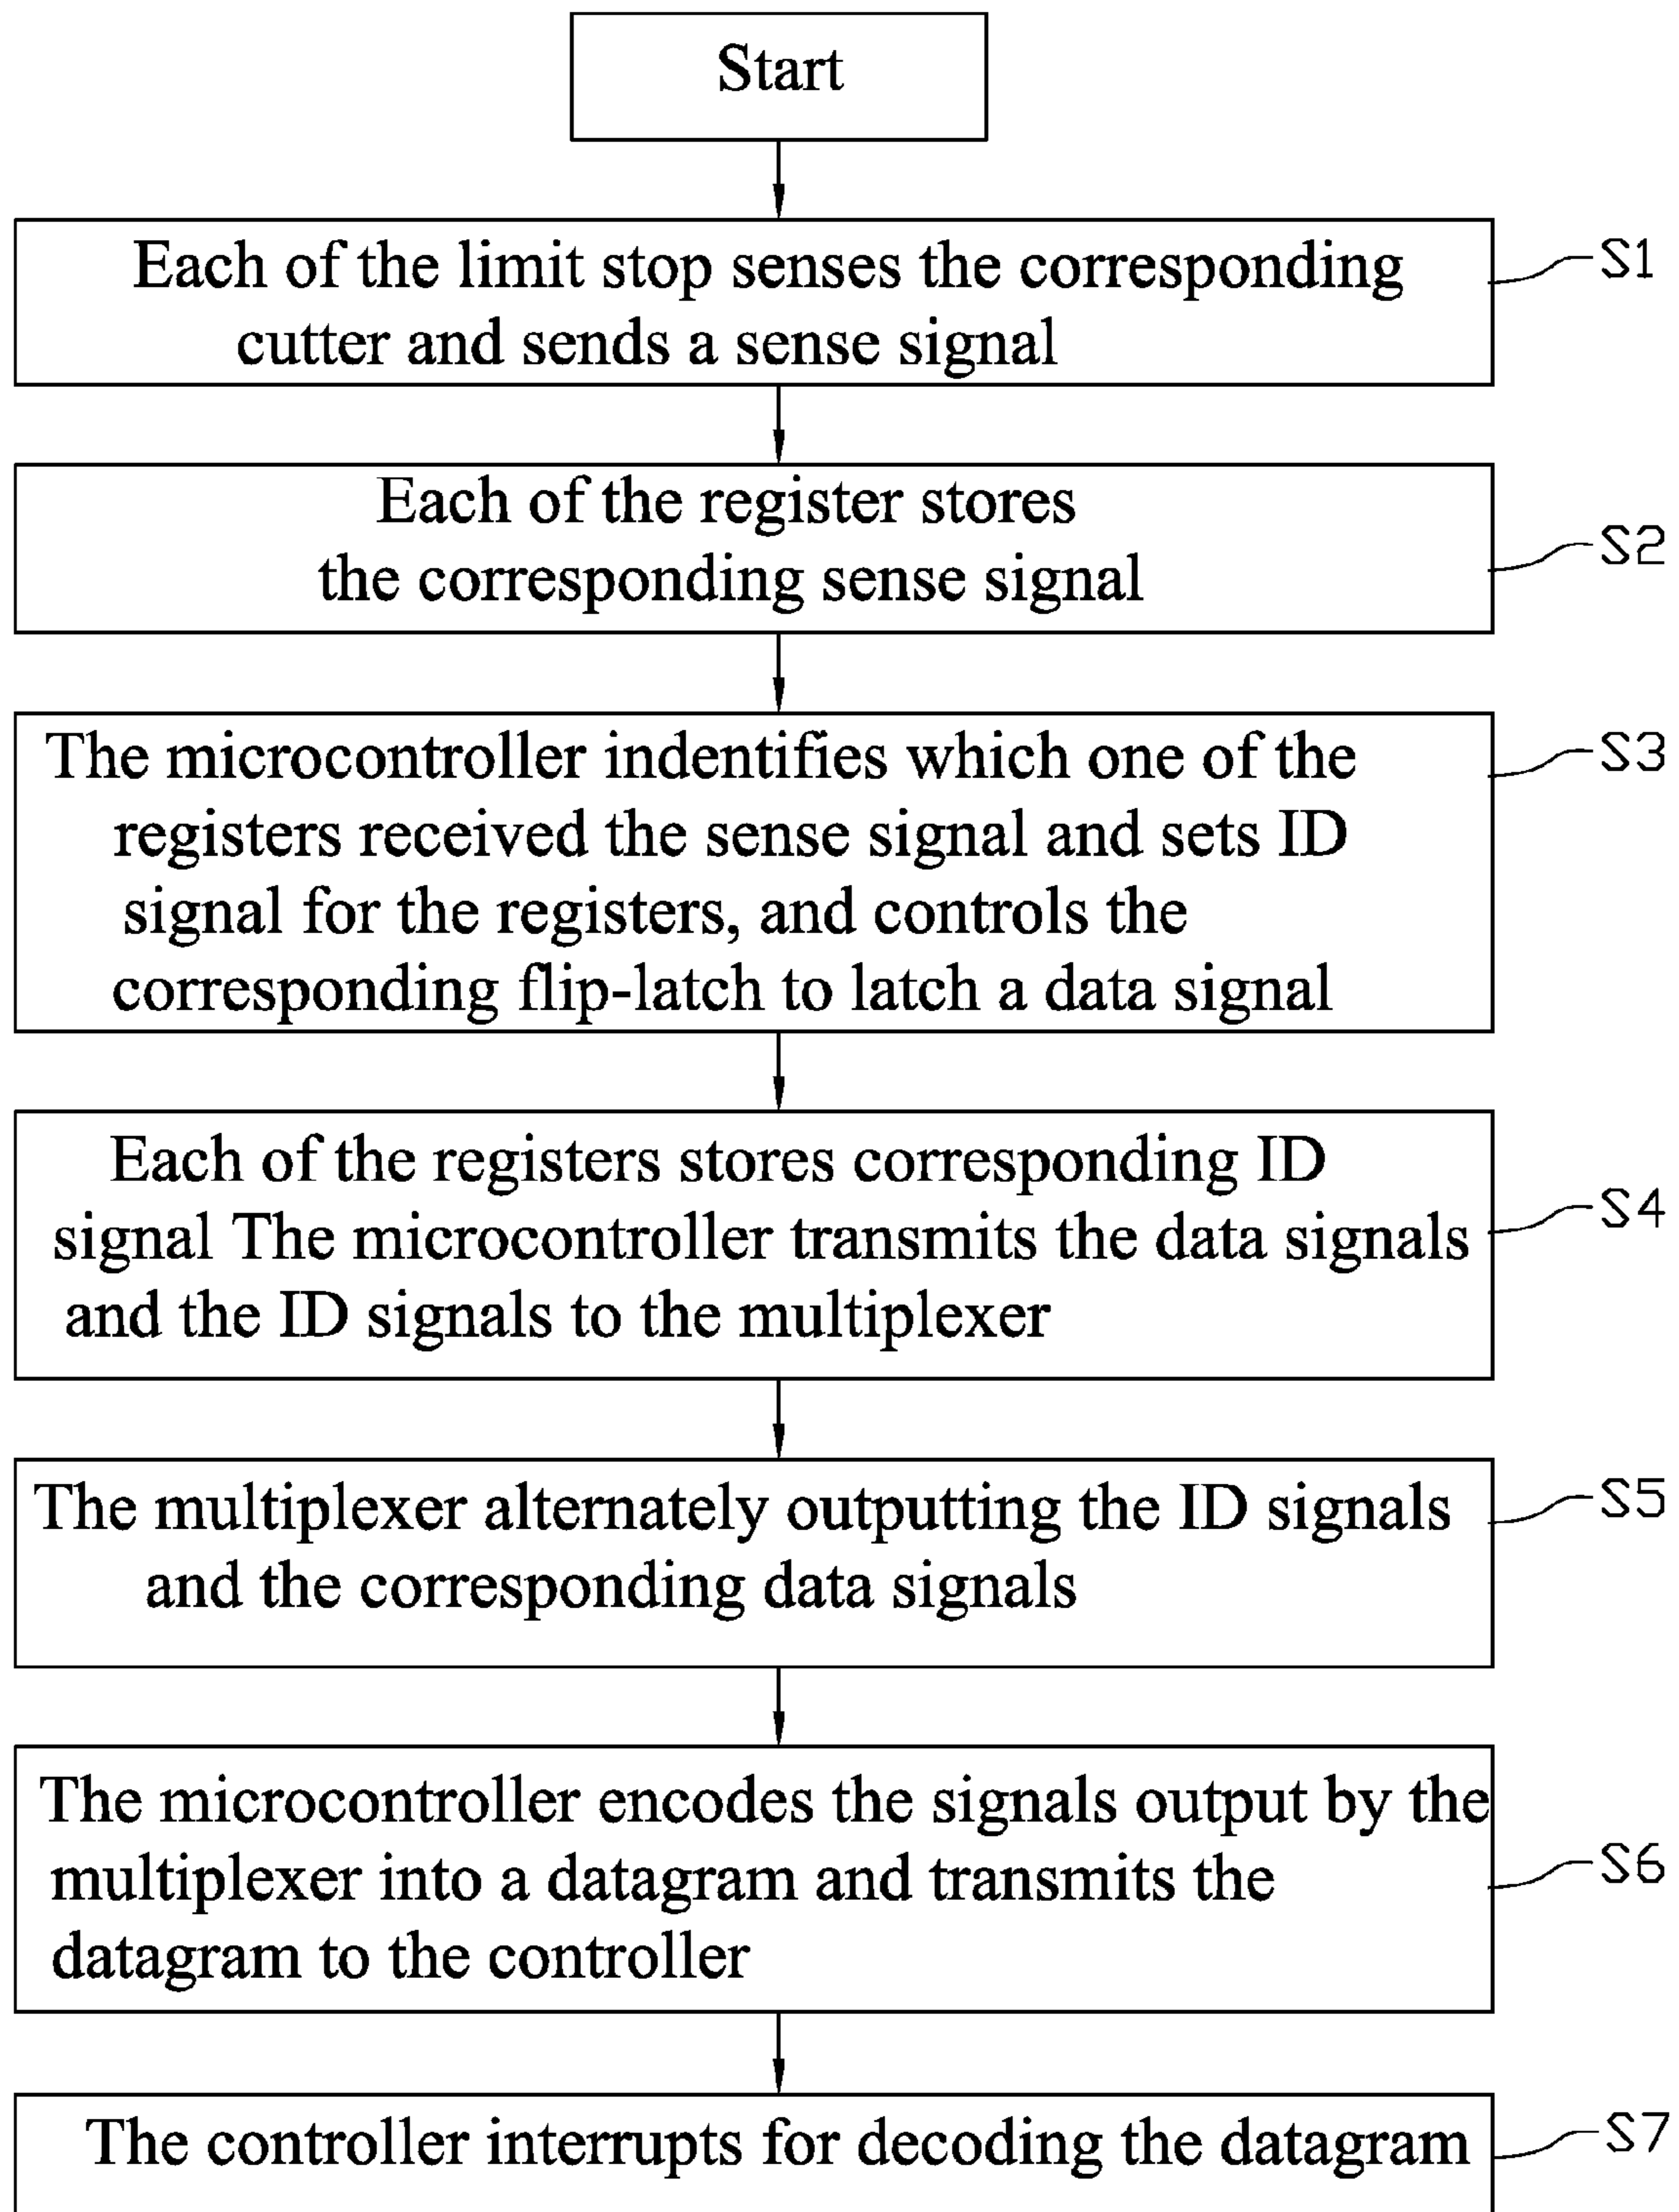 Start
Each of the limit stop senses the corresponding
cutter and sends a sense signal
S1
Each of the register stores
the corresponding sense signal
S2
The microcontroller indentifies which one of the
registers received the sense signal and sets ID
signal for the registers, and controls the
corresponding flip-latch to latch a data signal
S3
Each of the registers stores corresponding ID
signal The microcontroller transmits the data signals
and the ID signals to the multiplexer
S4
The multiplexer alternately outputting the ID signals
and the corresponding data signals
S5
The microcontroller encodes the signals output by the
multiplexer into a datagram and transmits the
datagram to the controller
S6
The controller interrupts for decoding the datagram
S7